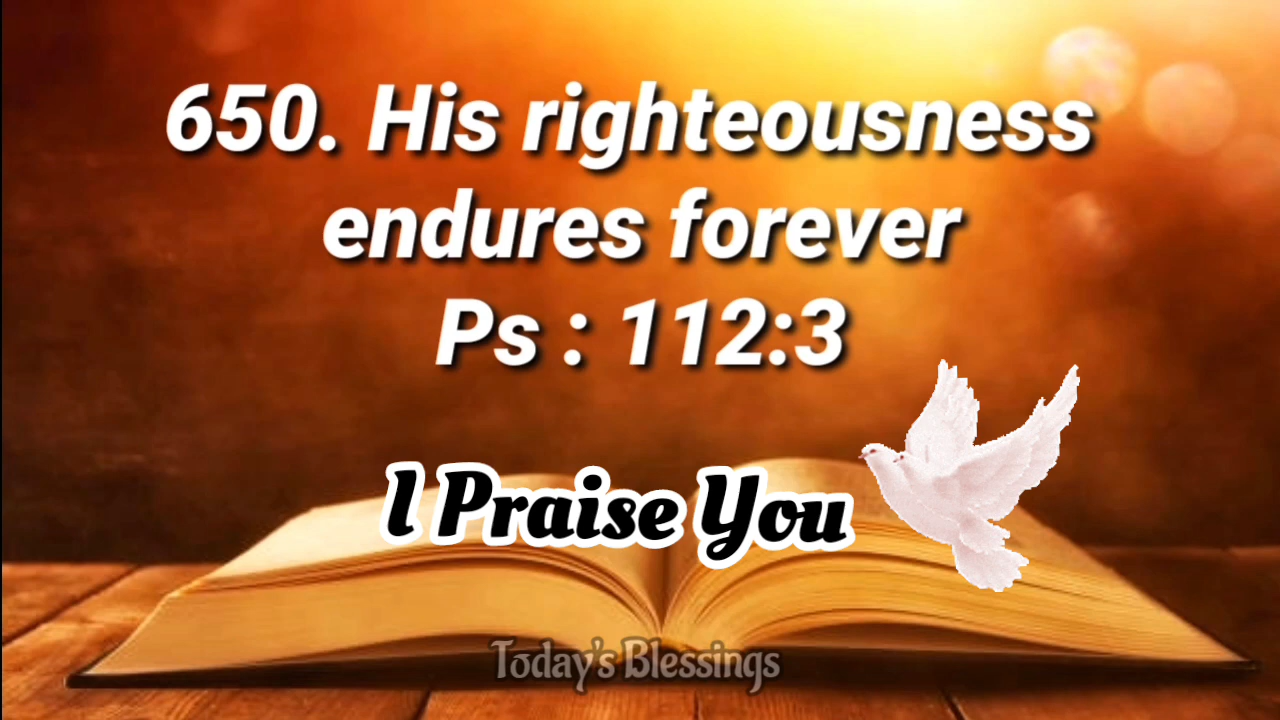 650. His righteousness
endures forever
Ps : 112:3
I Praise You
Today's Blessings